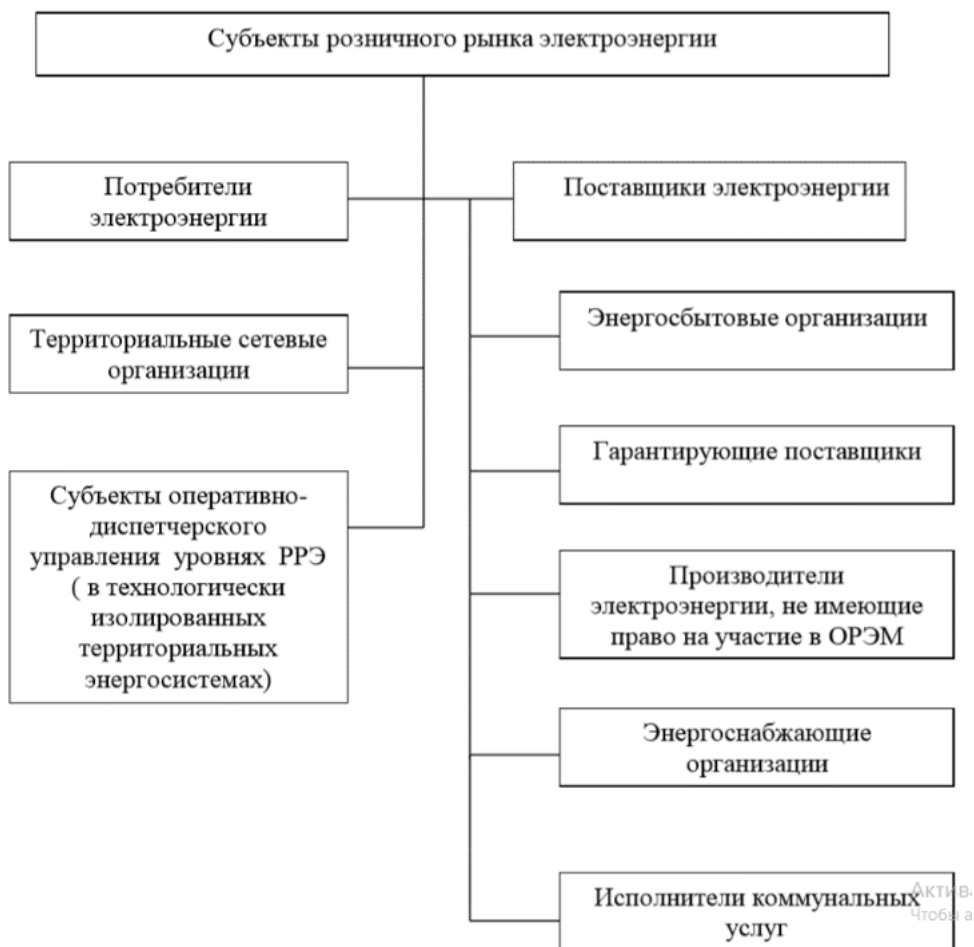 Субъекты розничного рынка электроэнергии
Потребители
электроэнергии
Поставщики электроэнергии
Территориальные сетевые
организации
Энергосбытовые организации
Гарантирующие поставщики
Субъекты оперативно-
диспетчерского
управления уровнях РРЭ
( в технологически
изолированных
территориальных
энергосистемах)
Производители
электроэнергии, не имеющие
право на участие в ОРЭМ
Энергоснабжающие
организации
Исполнители коммунальных
услуг